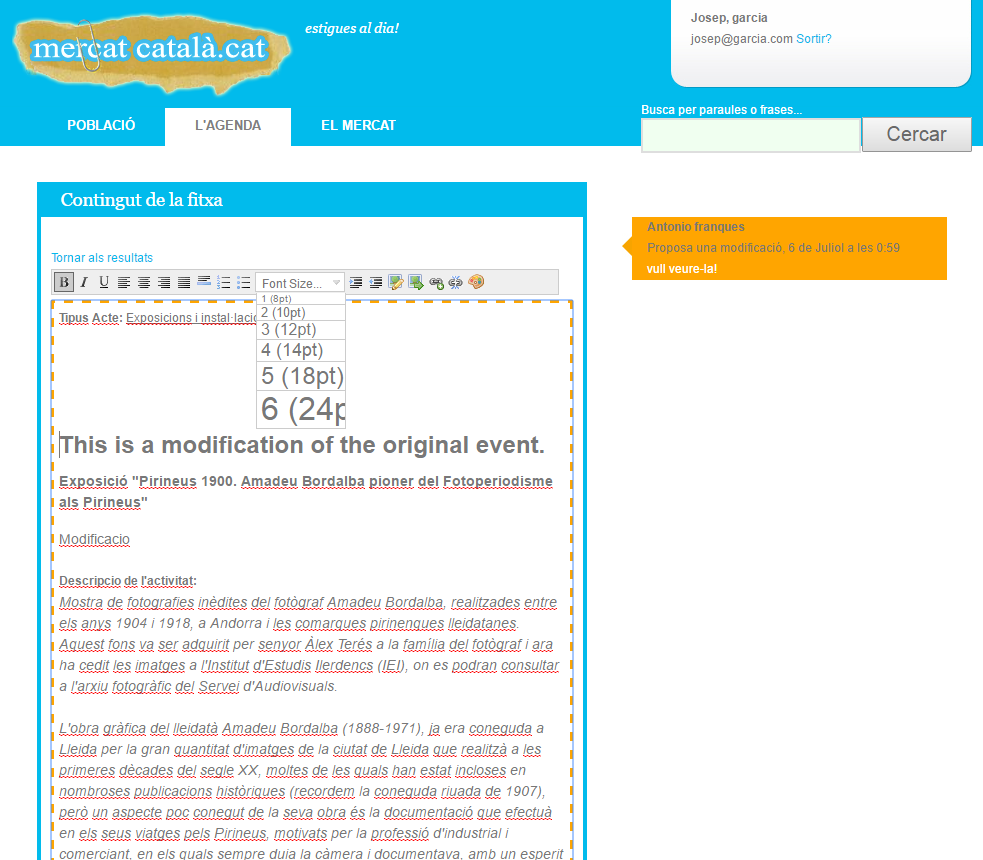 mercat català.cat
estigues al dia!
Josep, garcia
josep@garcia.com Sortir?
POBLACIÓ
L'AGENDA
EL MERCAT
Busca per paraules o frases...
Cercar
Contingut de la fitxa
Antonio franques
Proposa una modificació, 6 de Juliol a les 0:59
vull veure-la!
Tornar als resultats
B I U Font Size...
1 (8pt)
2 (10pt)
3 (12pt)
4 (14pt)
5 (18pt)
6 (24p
Tipus Acte: Exposicions i instal·lacio
This is a modification of the original event.
Exposició "Pirineus 1900. Amadeu Bordalba pioner del Fotoperiodisme
als Pirineus"
Modificacio
Descripcio de l'activitat:
Mostra de fotografies inèdites del fotògraf Amadeu Bordalba, realitzades entre
els anys 1904 i 1918, a Andorra i les comarques pirinengues lleidatanes.
Aquest fons va ser adquirit per senyor Àlex Terés a la família del fotògraf i ara
ha cedit les imatges a l'Institut d'Estudis Ilerdencs (IEI), on es podran consultar
a l'arxiu fotogràfic del Servei d'Audiovisuals.
L'obra gràfica del lleidatà Amadeu Bordalba (1888-1971), ja era coneguda a
Lleida per la gran quantitat d'imatges de la ciutat de Lleida que realitzà a les
primeres dècades del segle XX, moltes de les quals han estat incloses en
nombroses publicacions històriques (recordem la coneguda riuada de 1907),
però un aspecte poc conegut de la seva obra és la documentació que efectuà
en els seus viatges pels Pirineus, motivats per la professió d'industrial i
comerciant, en els quals sempre duia la càmera i documentava, amb un esperit